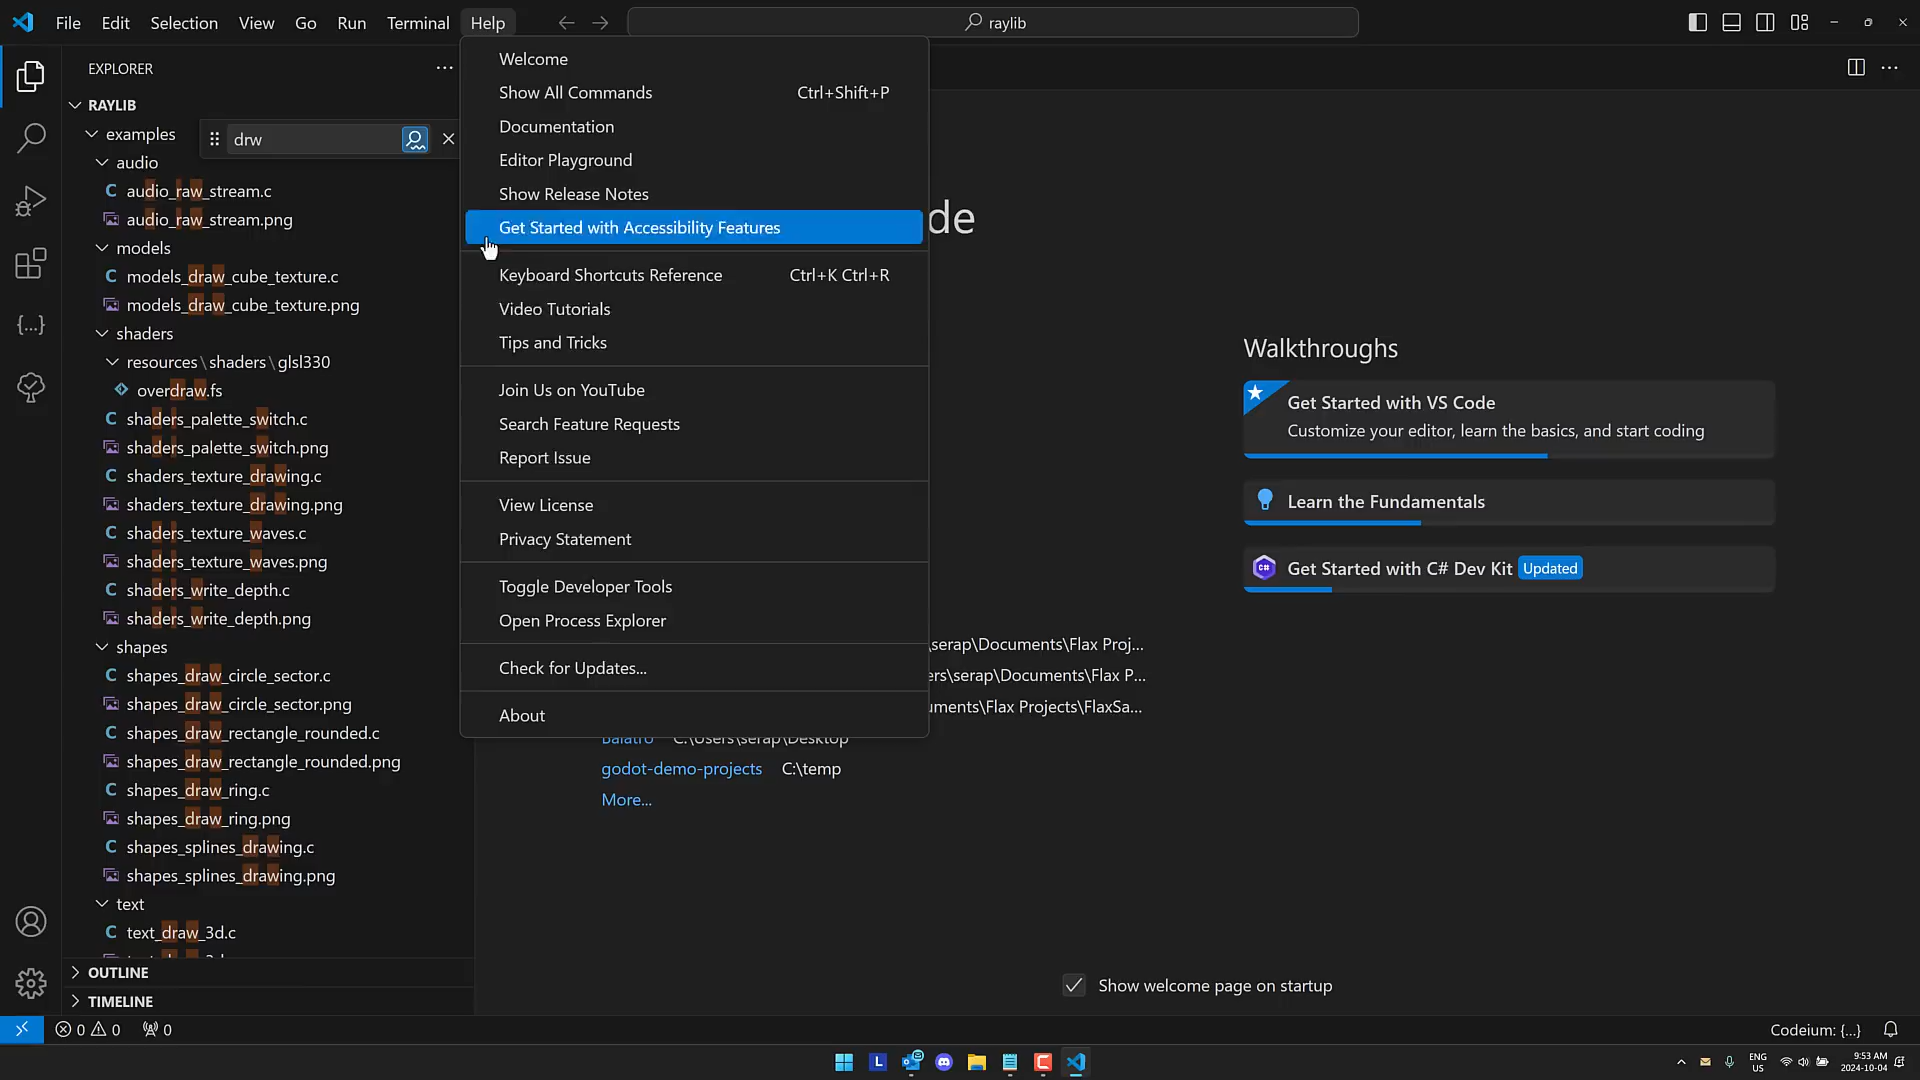 File Edit Selection View Go Run Terminal Help
raylib
EXPLORER
RAYLIB
examples
drw
audio
audio_raw_stream.c
audio_raw_stream.png
models
models_draw_cube_texture.c
models_draw_cube_texture.png
shaders
resources\shaders\glsl330
overdraw.fs
shaders_palette_switch.c
shaders_palette_switch.png
shaders_texture_drawing.c
shaders_texture_drawing.png
shaders_texture_waves.c
shaders_texture_waves.png
shaders_write_depth.c
shaders_write_depth.png
shapes
shapes_draw_circle_sector.c
shapes_draw_circle_sector.png
shapes_draw_rectangle_rounded.c
shapes_draw_rectangle_rounded.png
shapes_draw_ring.c
shapes_draw_ring.png
shapes_splines_drawing.c
shapes_splines_drawing.png
text
text_draw_3d.c
OUTLINE
TIMELINE
Welcome
Show All Commands Ctrl+Shift+P
Documentation
Editor Playground
Show Release Notes
Get Started with Accessibility Features
Keyboard Shortcuts Reference Ctrl+K Ctrl+R
Video Tutorials
Tips and Tricks
Join Us on YouTube
Search Feature Requests
Report Issue
View License
Privacy Statement
Toggle Developer Tools
Open Process Explorer
Check for Updates...
About
de
\serap\Documents\Flax Proj...
ers\serap\Documents\Flax P...
uments\Flax Projects\FlaxSa...
Balatro C:\Users\serap\Desktop
godot-demo-projects C:\temp
More...
Walkthroughs
Get Started with VS Code
Customize your editor, learn the basics, and start coding
Learn the Fundamentals
Get Started with C# Dev Kit Updated
Show welcome page on startup
0 0 0
Codeium: {...}
ENG
US
9:53 AM
2024-10-04